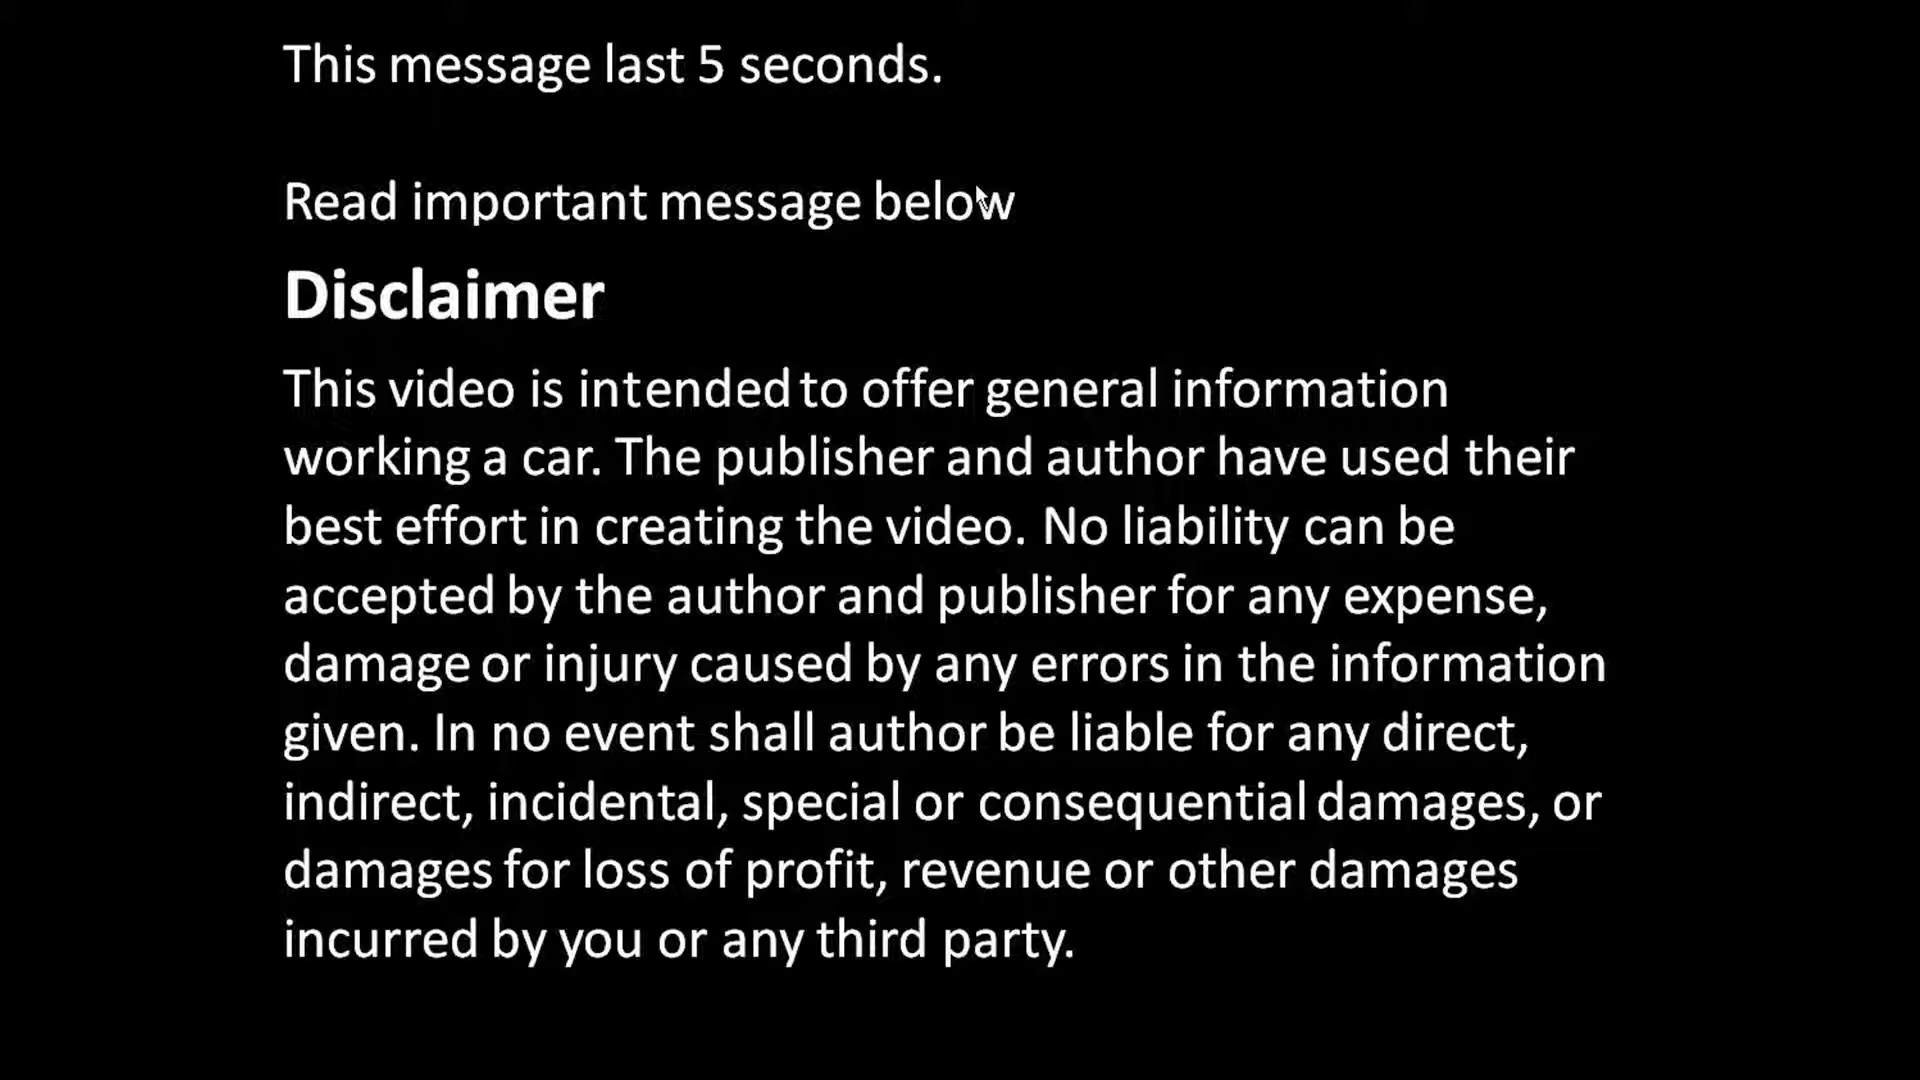 This message last 5 seconds.
Read important message below
Disclaimer
This video is intended to offer general information
working a car. The publisher and author have used their
best effort in creating the video. No liability can be
accepted by the author and publisher for any expense,
damage or injury caused by any errors in the information
given. In no event shall author be liable for any direct,
indirect, incidental, special or consequential damages, or
damages for loss of profit, revenue or other damages
incurred by you or any third party.